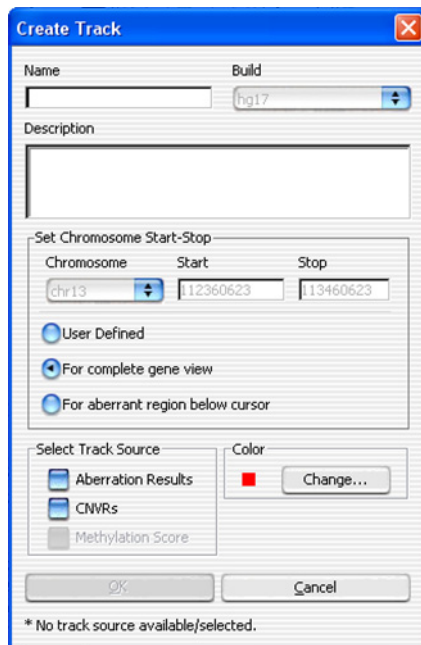 Create Track
Name Build
hg17
Description
Set Chromosome Start-Stop
Chromosome Start Stop
chr13 112360623 113460623
User Defined
For complete gene view
For aberrant region below cursor
Select Track Source Color
Aberration Results Change...
CNVRs
Methylation Score
OK Cancel
* No track source available/selected.